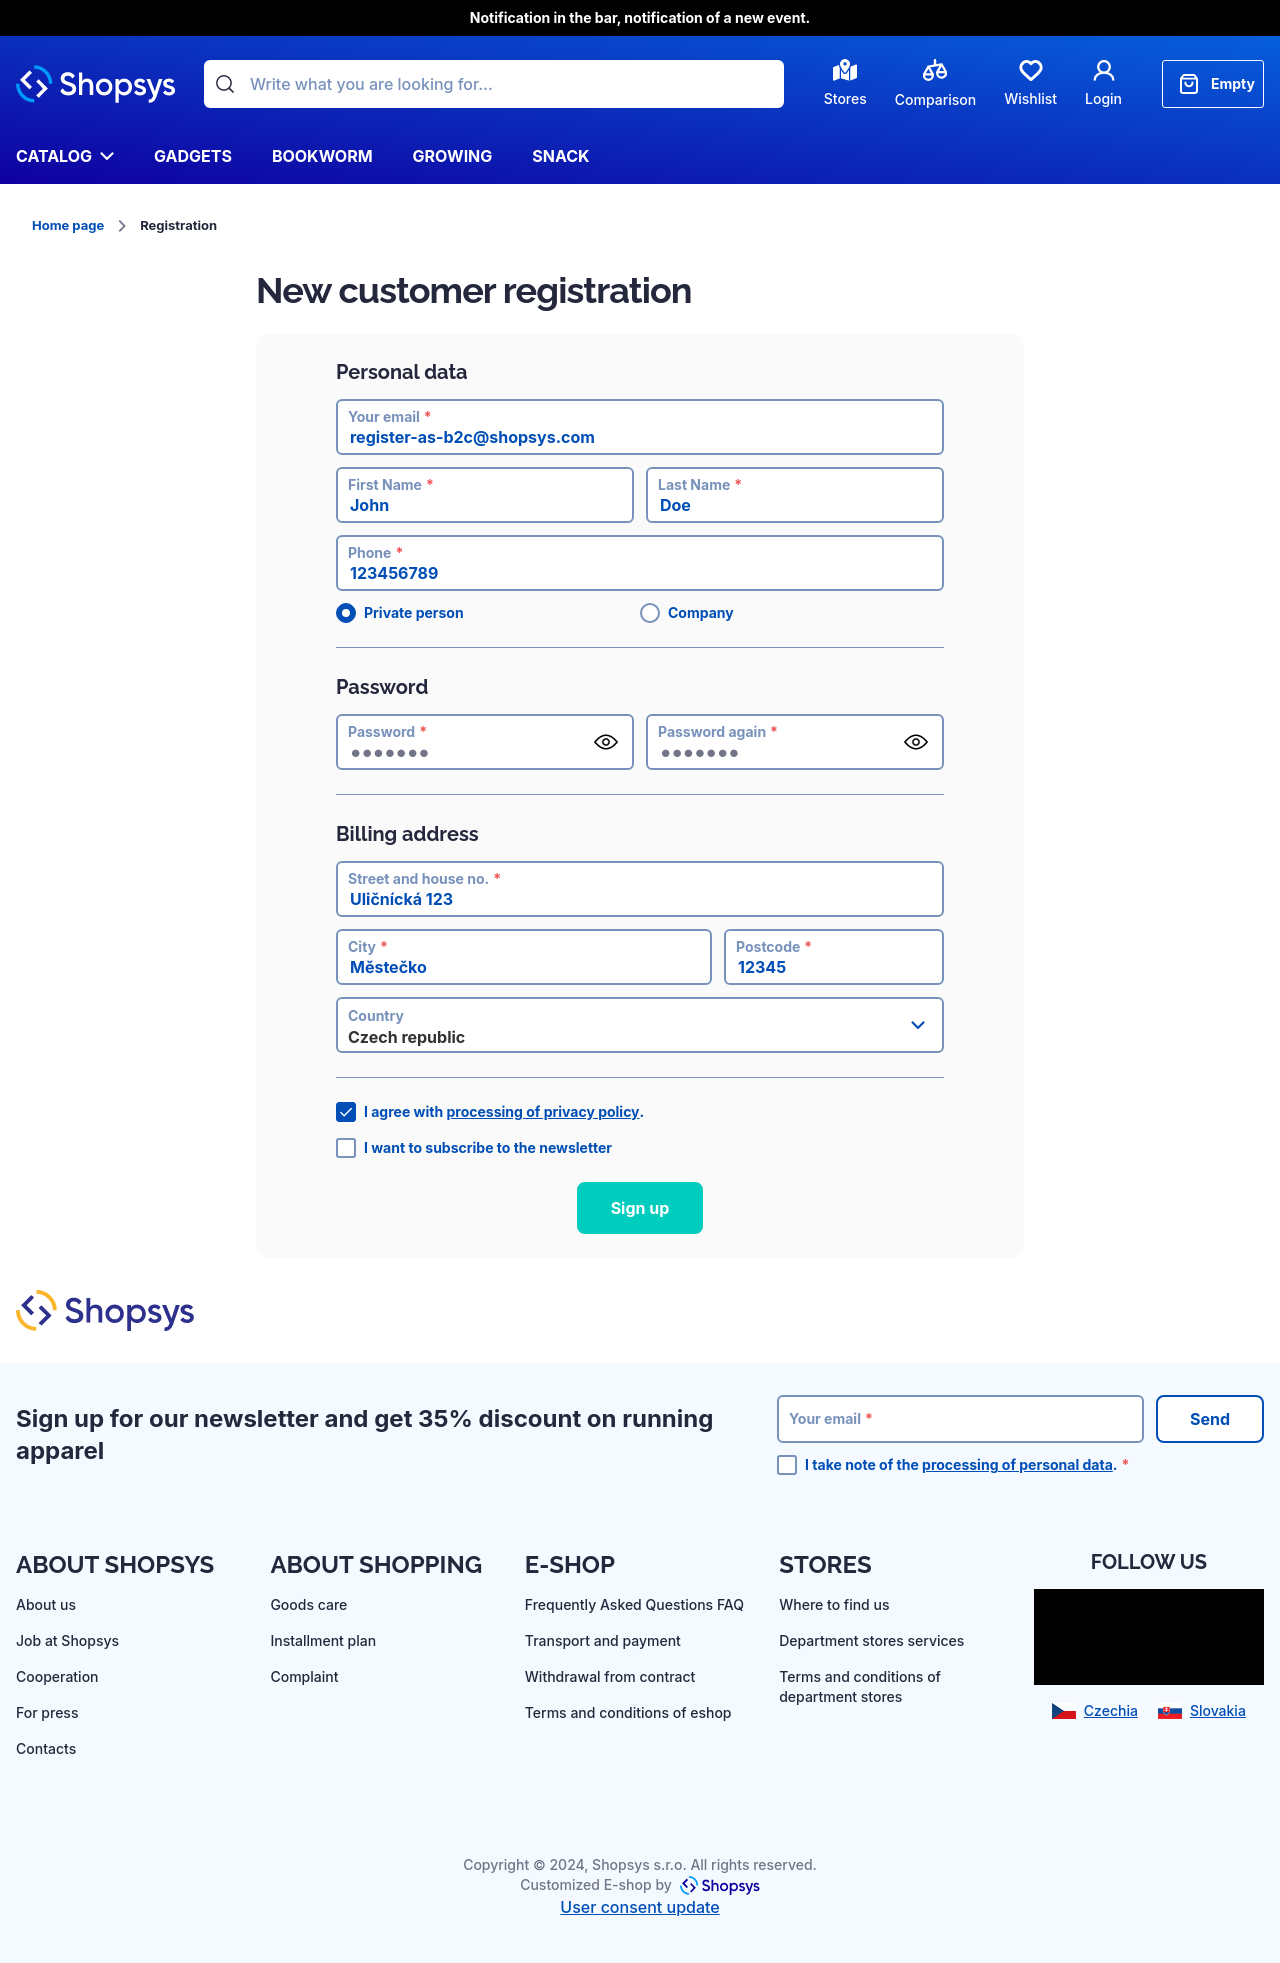 Notification in the bar, notification of a new event.
Shopsys
Write what you are looking for...
Stores
Comparison
Wishlist
Login
Empty
CATALOG
GADGETS
BOOKWORM
GROWING
SNACK
Home page
Registration
New customer registration
Personal data
Your email *
register-as-b2c@shopsys.com
First Name *
John
Last Name *
Doe
Phone *
123456789
Private person
Company
Password
Password *
●●●●●●●
Password again *
●●●●●●●
Billing address
Street and house no. *
Uličnícká 123
City *
Městečko
Postcode *
12345
Country
Czech republic
I agree with processing of privacy policy.
I want to subscribe to the newsletter
Sign up
Shopsys
Sign up for our newsletter and get 35% discount on running
apparel
Your email *
Send
I take note of the processing of personal data. *
ABOUT SHOPSYS
About us
Job at Shopsys
Cooperation
For press
Contacts
ABOUT SHOPPING
Goods care
Installment plan
Complaint
E-SHOP
Frequently Asked Questions FAQ
Transport and payment
Withdrawal from contract
Terms and conditions of eshop
STORES
Where to find us
Department stores services
Terms and conditions of
department stores
FOLLOW US
Czechia
Slovakia
Copyright © 2024, Shopsys s.r.o. All rights reserved.
Customized E-shop by Shopsys
User consent update